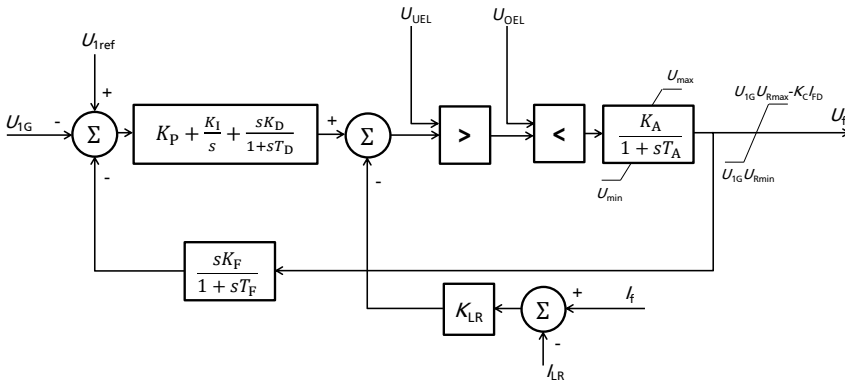 U_UEL
U_OEL
U_1ref
U_max
U_1G U_Rmax-K_C I_FD
+
U_1G
-
Σ
K_P + K_I/s + sK_D/(1+sT_D)
+
Σ
>
<
K_A/(1 + sT_A)
U_f
-
-
U_min
U_1G U_Rmin
sK_F/(1 + sT_F)
K_LR
Σ
+
I_f
-
I_LR